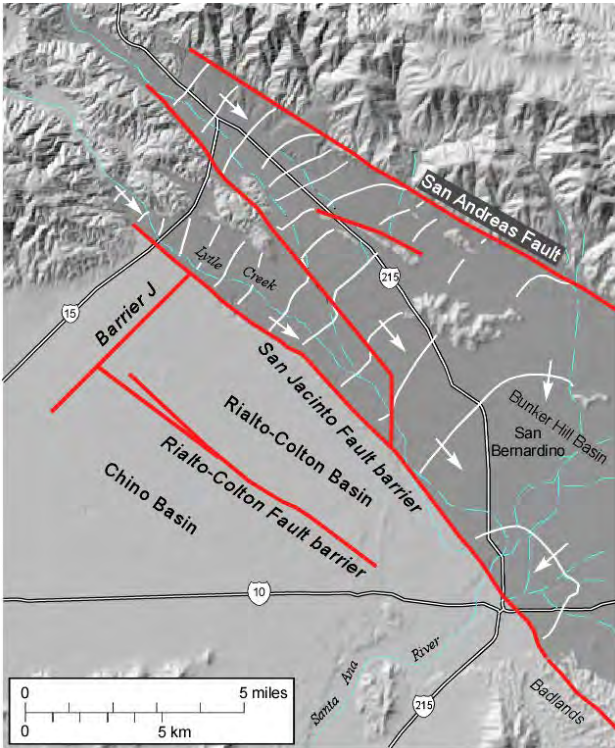 San Andreas Fault
215
Lytle
Creek
15
Barrier J
San Jacinto Fault barrier
Bunker Hill Basin
San
Bernardino
Rialto-Colton Basin
Rialto-Colton Fault barrier
Chino Basin
10
Santa Ana River
215
Badlands
0 5 miles
0 5 km